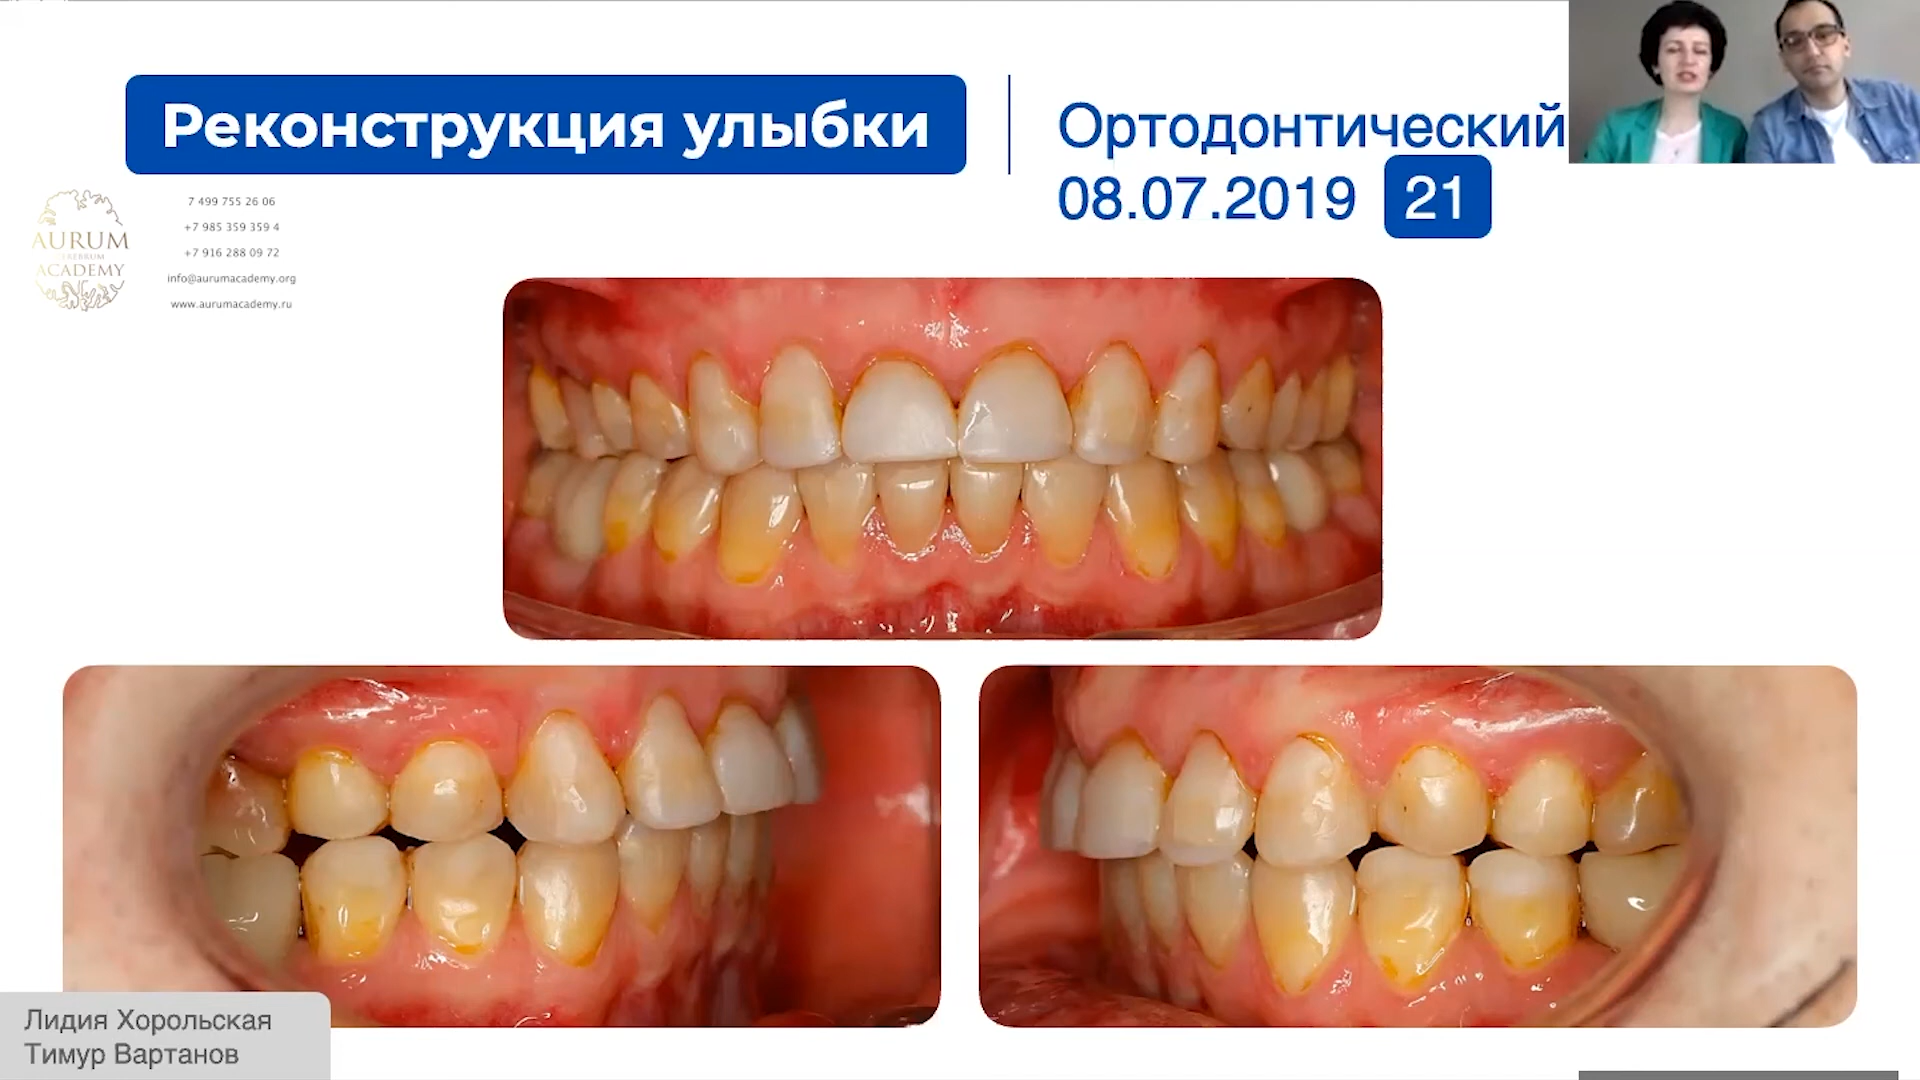 Реконструкция улыбки
Ортодонтический
08.07.2019 21
AURUM
CEREBRUM
ACADEMY
7 499 755 26 06
+7 985 359 359 4
+7 916 288 09 72
info@aurumacademy.org
www.aurumacademy.ru
Лидия Хорольская
Тимур Вартанов